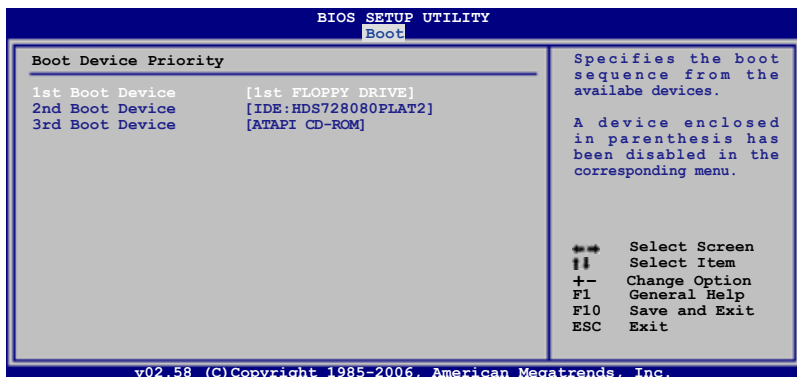 BIOS SETUP UTILITY
Boot
Boot Device Priority
1st Boot Device [1st FLOPPY DRIVE]
2nd Boot Device [IDE:HDS728080PLAT2]
3rd Boot Device [ATAPI CD-ROM]
Specifies the boot
sequence from the
availabe devices.
A device enclosed
in parenthesis has
been disabled in the
corresponding menu.
←→ Select Screen
↑↓ Select Item
+- Change Option
F1 General Help
F10 Save and Exit
ESC Exit
v02.58 (C)Copyright 1985-2006, American Megatrends, Inc.